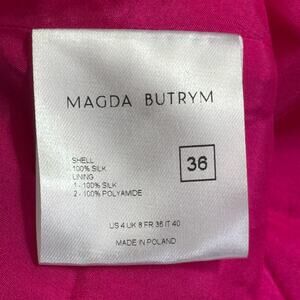 MAGDA BUTRYM
SHELL
100% SILK
LINING
1 - 100% SILK
2 - 100% POLYAMIDE
36
US 4 UK 8 FR 36 IT 40
MADE IN POLAND